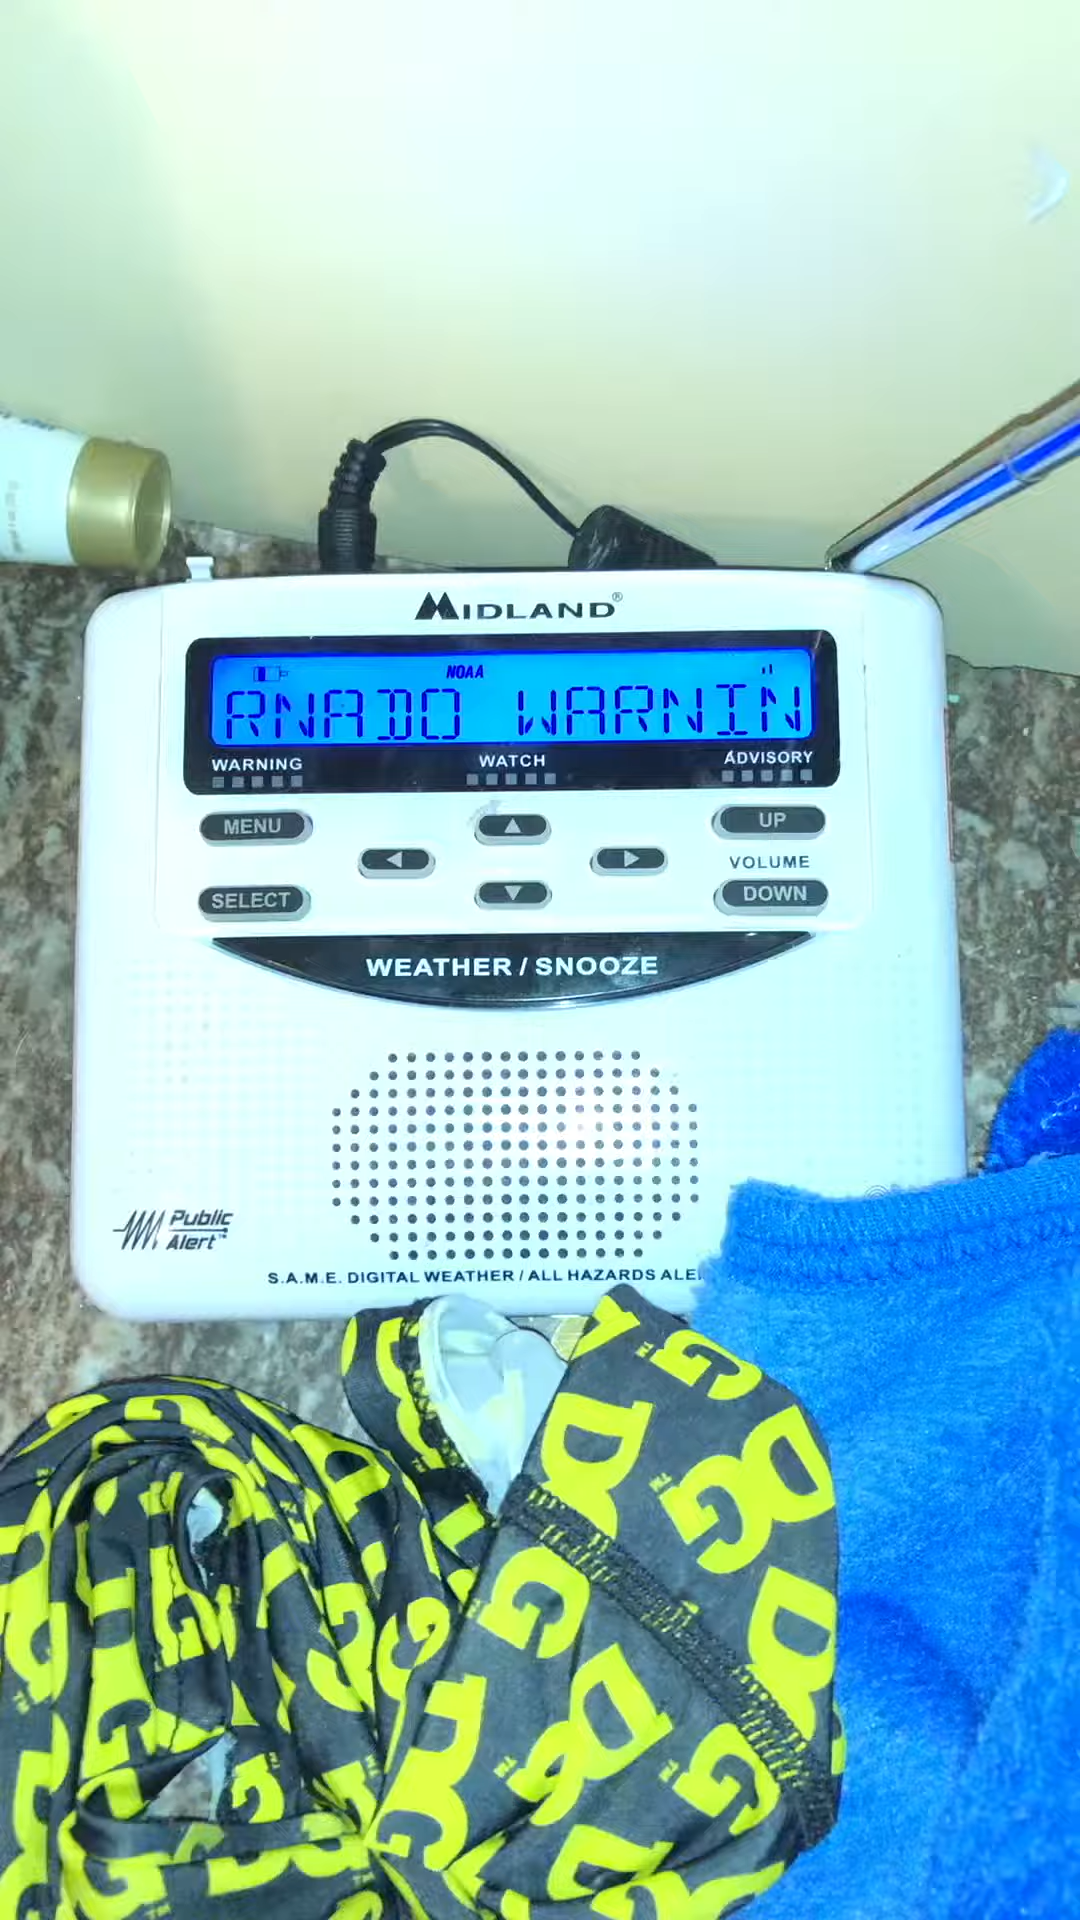 MIDLAND®
NOAA
RNADO WARNIN
WARNING WATCH ADVISORY
MENU UP
VOLUME
SELECT DOWN
WEATHER / SNOOZE
Public
Alert™
S.A.M.E. DIGITAL WEATHER / ALL HAZARDS ALE